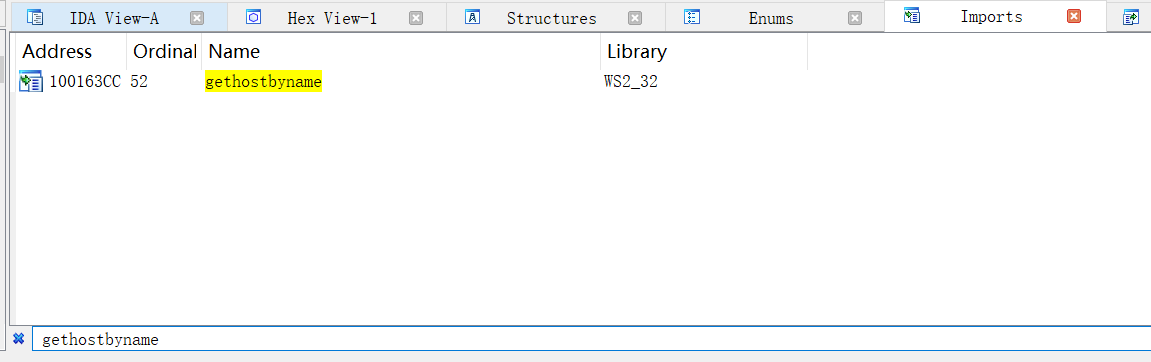 IDA View-A Hex View-1 Structures Enums Imports
Address Ordinal Name Library
100163CC 52 gethostbyname WS2_32
gethostbyname